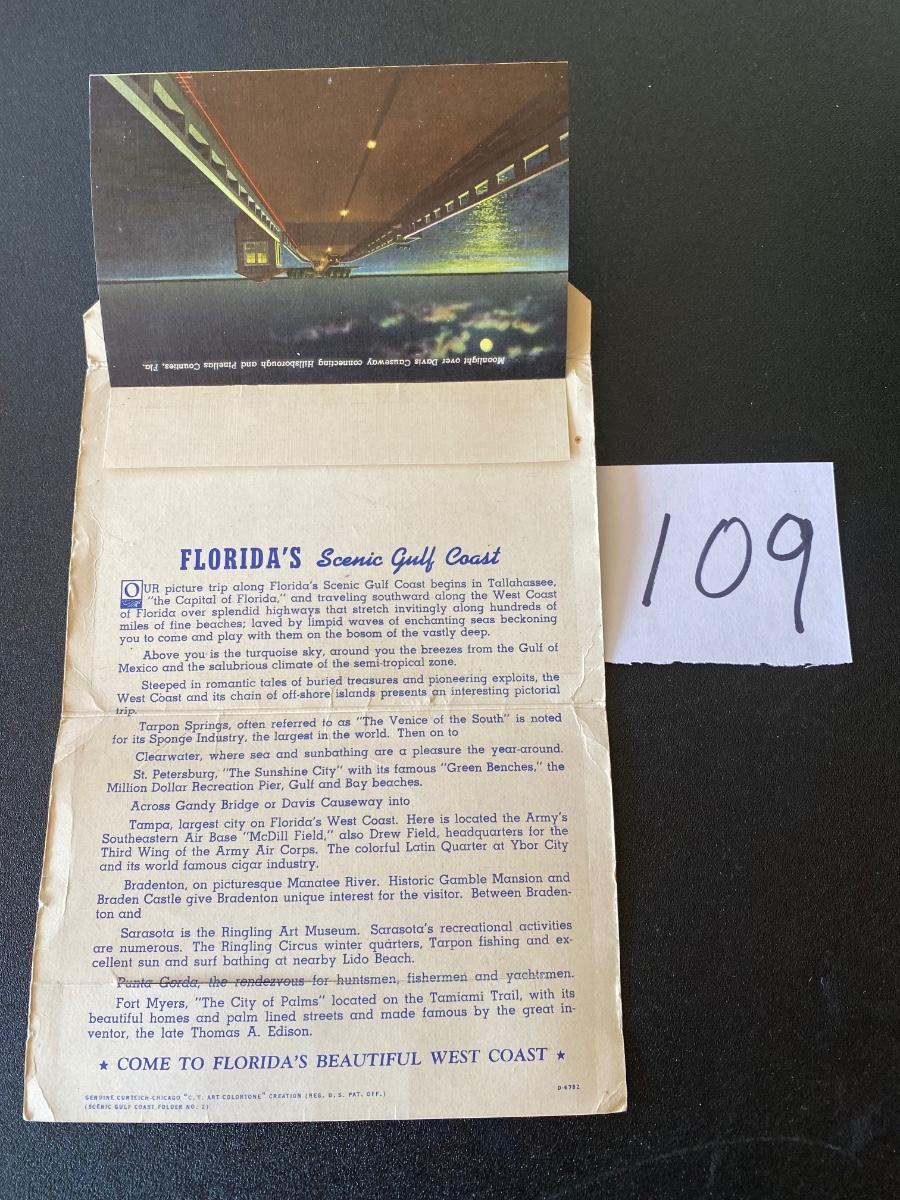 Moonlight over Davis Causeway connecting Hillsborough and Pinellas Counties, Fla.
109
FLORIDA'S Scenic Gulf Coast
OUR picture trip along Florida's Scenic Gulf Coast begins in Tallahassee,
"the Capital of Florida," and traveling southward along the West Coast
of Florida over splendid highways that stretch invitingly along hundreds of
miles of fine beaches; laved by limpid waves of enchanting seas beckoning
you to come and play with them on the bosom of the vastly deep.
Above you is the turquoise sky, around you the breezes from the Gulf of
Mexico and the salubrious climate of the semi-tropical zone.
Steeped in romantic tales of buried treasures and pioneering exploits, the
West Coast and its chain of off-shore islands presents an interesting pictorial
trip.
Tarpon Springs, often referred to as "The Venice of the South" is noted
for its Sponge Industry, the largest in the world. Then on to
Clearwater, where sea and sunbathing are a pleasure the year-around.
St. Petersburg, "The Sunshine City" with its famous "Green Benches," the
Million Dollar Recreation Pier, Gulf and Bay beaches.
Across Gandy Bridge or Davis Causeway into
Tampa, largest city on Florida's West Coast. Here is located the Army's
Southeastern Air Base "McDill Field," also Drew Field, headquarters for the
Third Wing of the Army Air Corps. The colorful Latin Quarter at Ybor City
and its world famous cigar industry.
Bradenton, on picturesque Manatee River. Historic Gamble Mansion and
Braden Castle give Bradenton unique interest for the visitor. Between Braden-
ton and
Sarasota is the Ringling Art Museum. Sarasota's recreational activities
are numerous. The Ringling Circus winter quarters, Tarpon fishing and ex-
cellent sun and surf bathing at nearby Lido Beach.
Punta Gorda, the rendezvous for huntsmen, fishermen and yachtsmen.
Fort Myers, "The City of Palms" located on the Tamiami Trail, with its
beautiful homes and palm lined streets and made famous by the great in-
ventor, the late Thomas A. Edison.
★ COME TO FLORIDA'S BEAUTIFUL WEST COAST ★
D-6782
GENUINE CURTEICH-CHICAGO "C. T. ART-COLORTONE" CREATION (REG. U. S. PAT. OFF.)
(SCENIC GULF COAST FOLDER NO. 2)